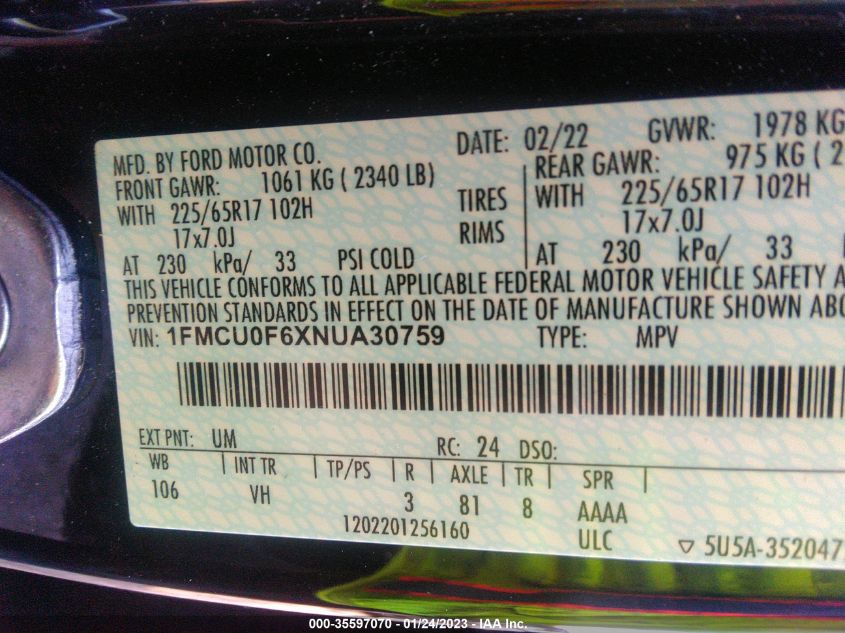 MFD. BY FORD MOTOR CO.
DATE: 02/22 GVWR: 1978 KG
FRONT GAWR: 1061 KG ( 2340 LB)
REAR GAWR: 975 KG ( 2
WITH 225/65R17 102H TIRES WITH 225/65R17 102H
17x7.0J RIMS 17x7.0J
AT 230 kPa/ 33 PSI COLD AT 230 kPa/ 33
THIS VEHICLE CONFORMS TO ALL APPLICABLE FEDERAL MOTOR VEHICLE SAFETY A
PREVENTION STANDARDS IN EFFECT ON THE DATE OF MANUFACTURE SHOWN ABO
VIN: 1FMCU0F6XNUA30759 TYPE: MPV
EXT PNT: UM RC: 24 DSO:
WB INT TR TP/PS R AXLE TR SPR
106 VH 3 81 8 AAAA
1202201256160 ULC
▽ 5U5A-352047
000-35597070 - 01/24/2023 - IAA Inc.